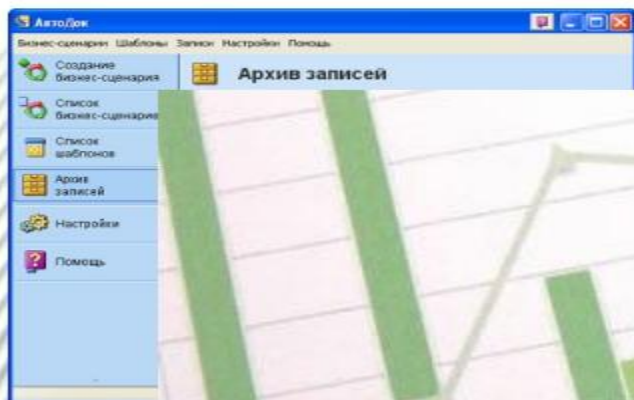 АвтоДок
Бизнес-сценарии Шаблоны Записи Настройки Помощь
Создание
бизнес-сценария
Архив записей
Список
бизнес-сценариев
Список
шаблонов
Архив
записей
Настройки
Помощь